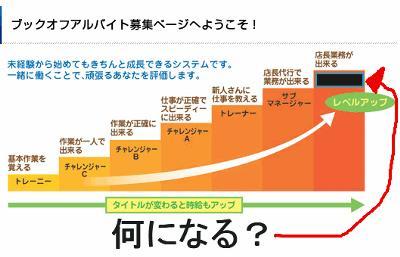 ブックオフアルバイト募集ページへようこそ！
未経験から始めてもきちんと成長できるシステムです。
一緒に働くことで、頑張るあなたを評価します。
基本作業を
覚える
トレーニー
作業が一人で
出来る
チャレンジャー
C
作業が正確に
出来る
チャレンジャー
B
仕事が正確で
スピーディー
に出来る
チャレンジャー
A
新人さんに
仕事を教える
トレーナー
店長代行で
業務が出来る
サブ
マネージャー
店長業務が
出来る
レベルアップ
タイトルが変わると時給もアップ
何になる？